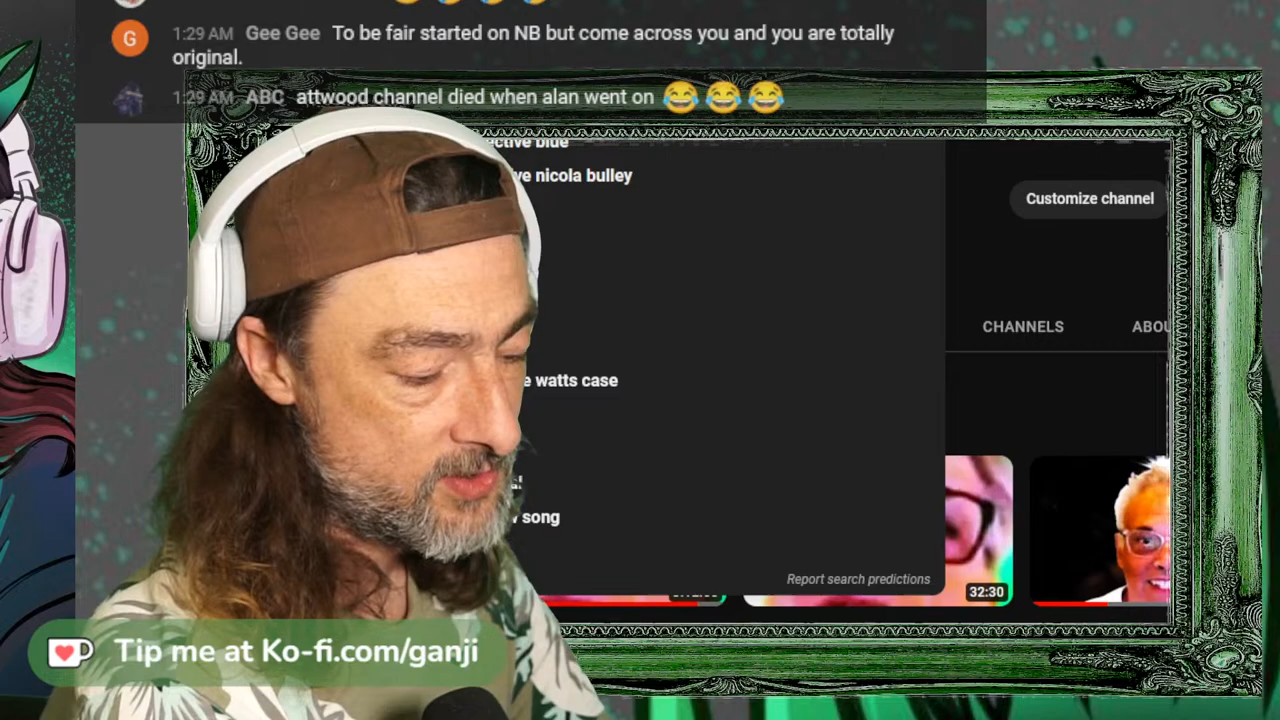 1:29 AM Gee Gee To be fair started on NB but come across you and you are totally
original.
1:29 AM ABC attwood channel died when alan went on 😂😂😂
ective blue
ve nicola bulley
Customize channel
CHANNELS ABOU
e watts case
song
Report search predictions
32:30
Tip me at Ko-fi.com/ganji